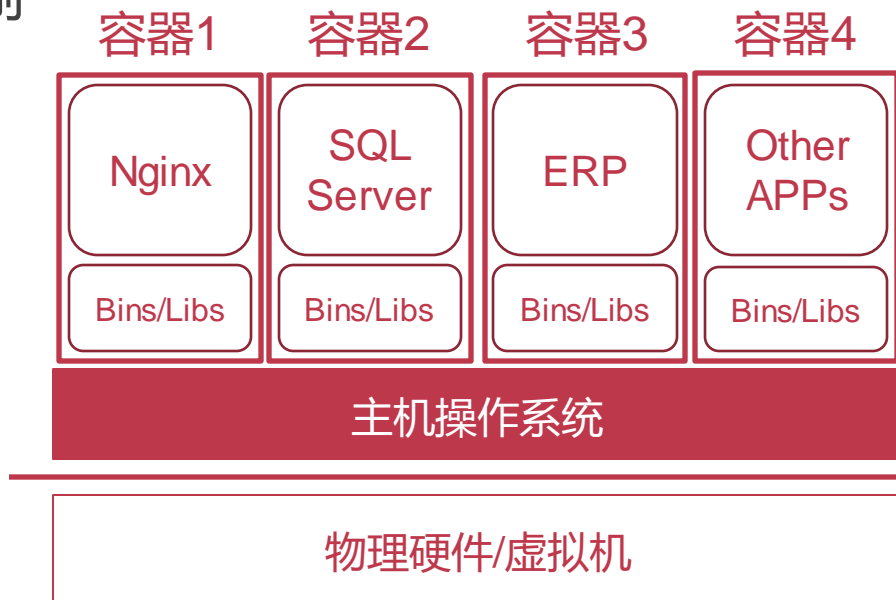 容器1 容器2 容器3 容器4
Nginx
SQL
Server
ERP
Other
APPs
Bins/Libs Bins/Libs Bins/Libs Bins/Libs
主机操作系统
物理硬件/虚拟机